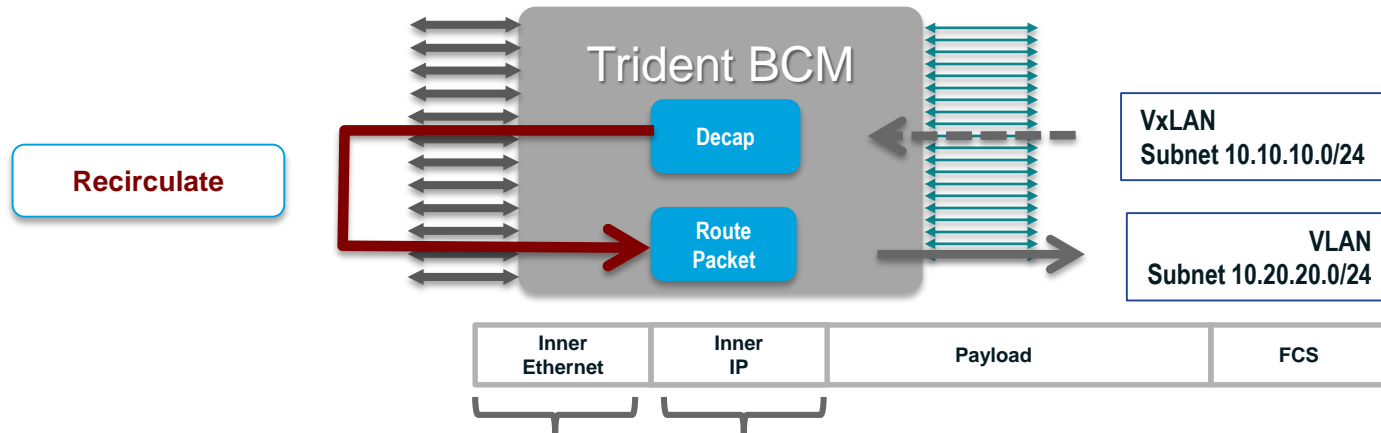 Trident BCM
Decap
VxLAN
Subnet 10.10.10.0/24
Recirculate
Route
Packet
VLAN
Subnet 10.20.20.0/24
Inner
Ethernet
Inner
IP
Payload
FCS